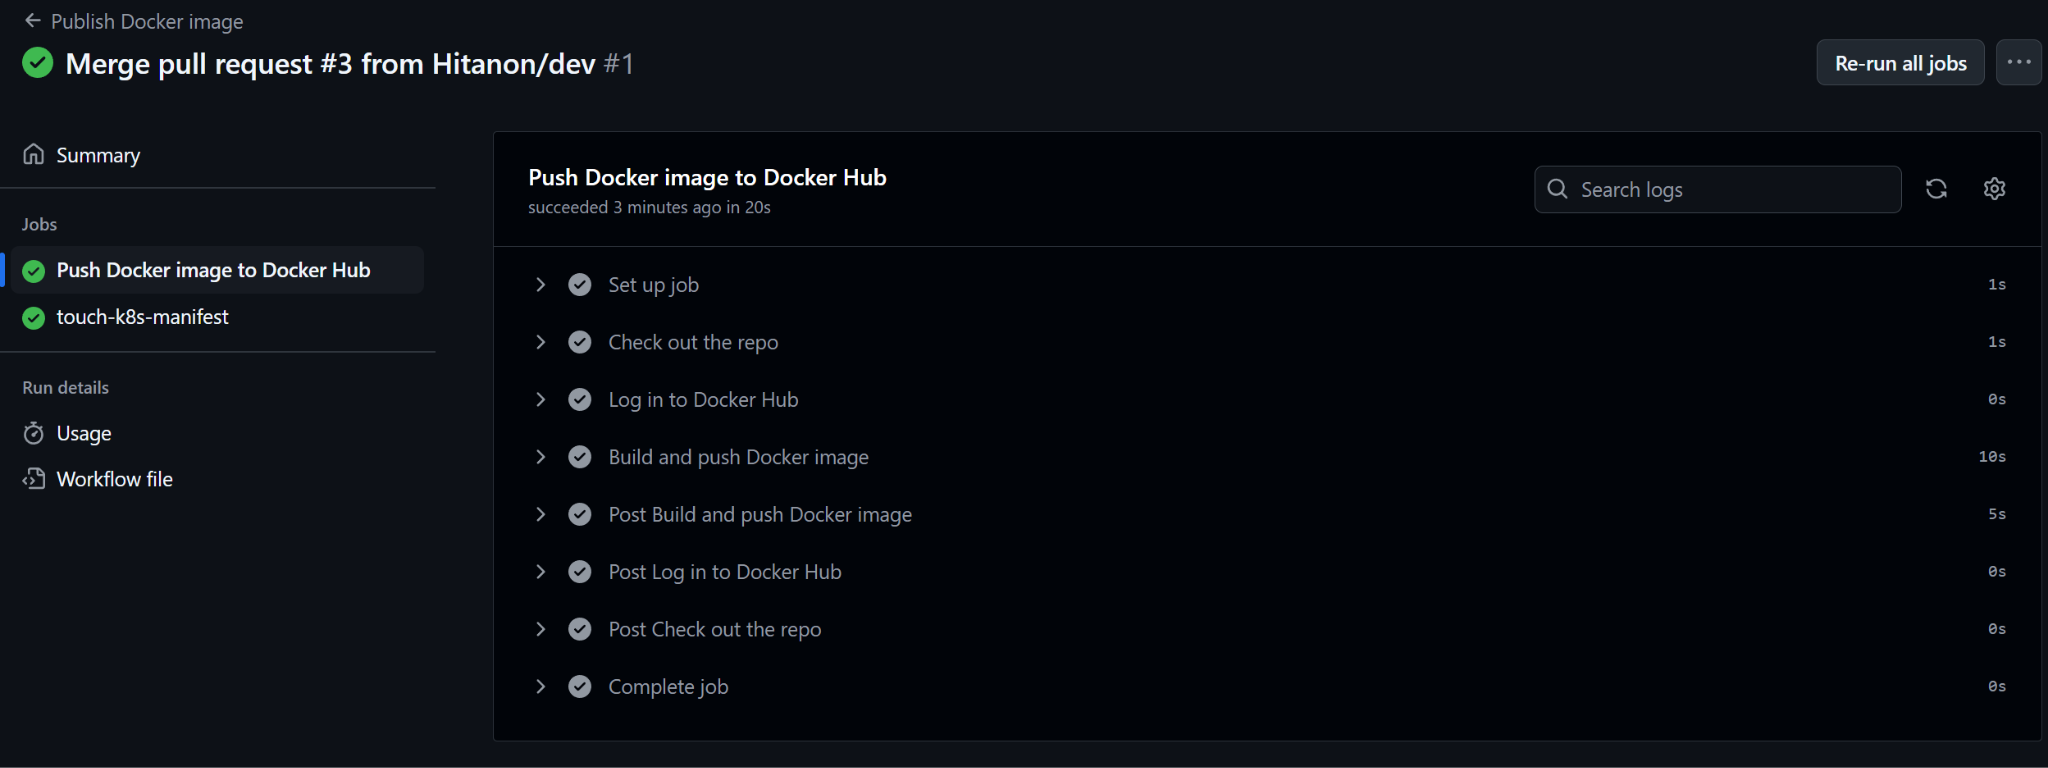 Publish Docker image
Merge pull request #3 from Hitanon/dev #1
Re-run all jobs
Summary
Jobs
Push Docker image to Docker Hub
touch-k8s-manifest
Run details
Usage
Workflow file
Push Docker image to Docker Hub
succeeded 3 minutes ago in 20s
Search logs
Set up job 1s
Check out the repo 1s
Log in to Docker Hub 0s
Build and push Docker image 10s
Post Build and push Docker image 5s
Post Log in to Docker Hub 0s
Post Check out the repo 0s
Complete job 0s